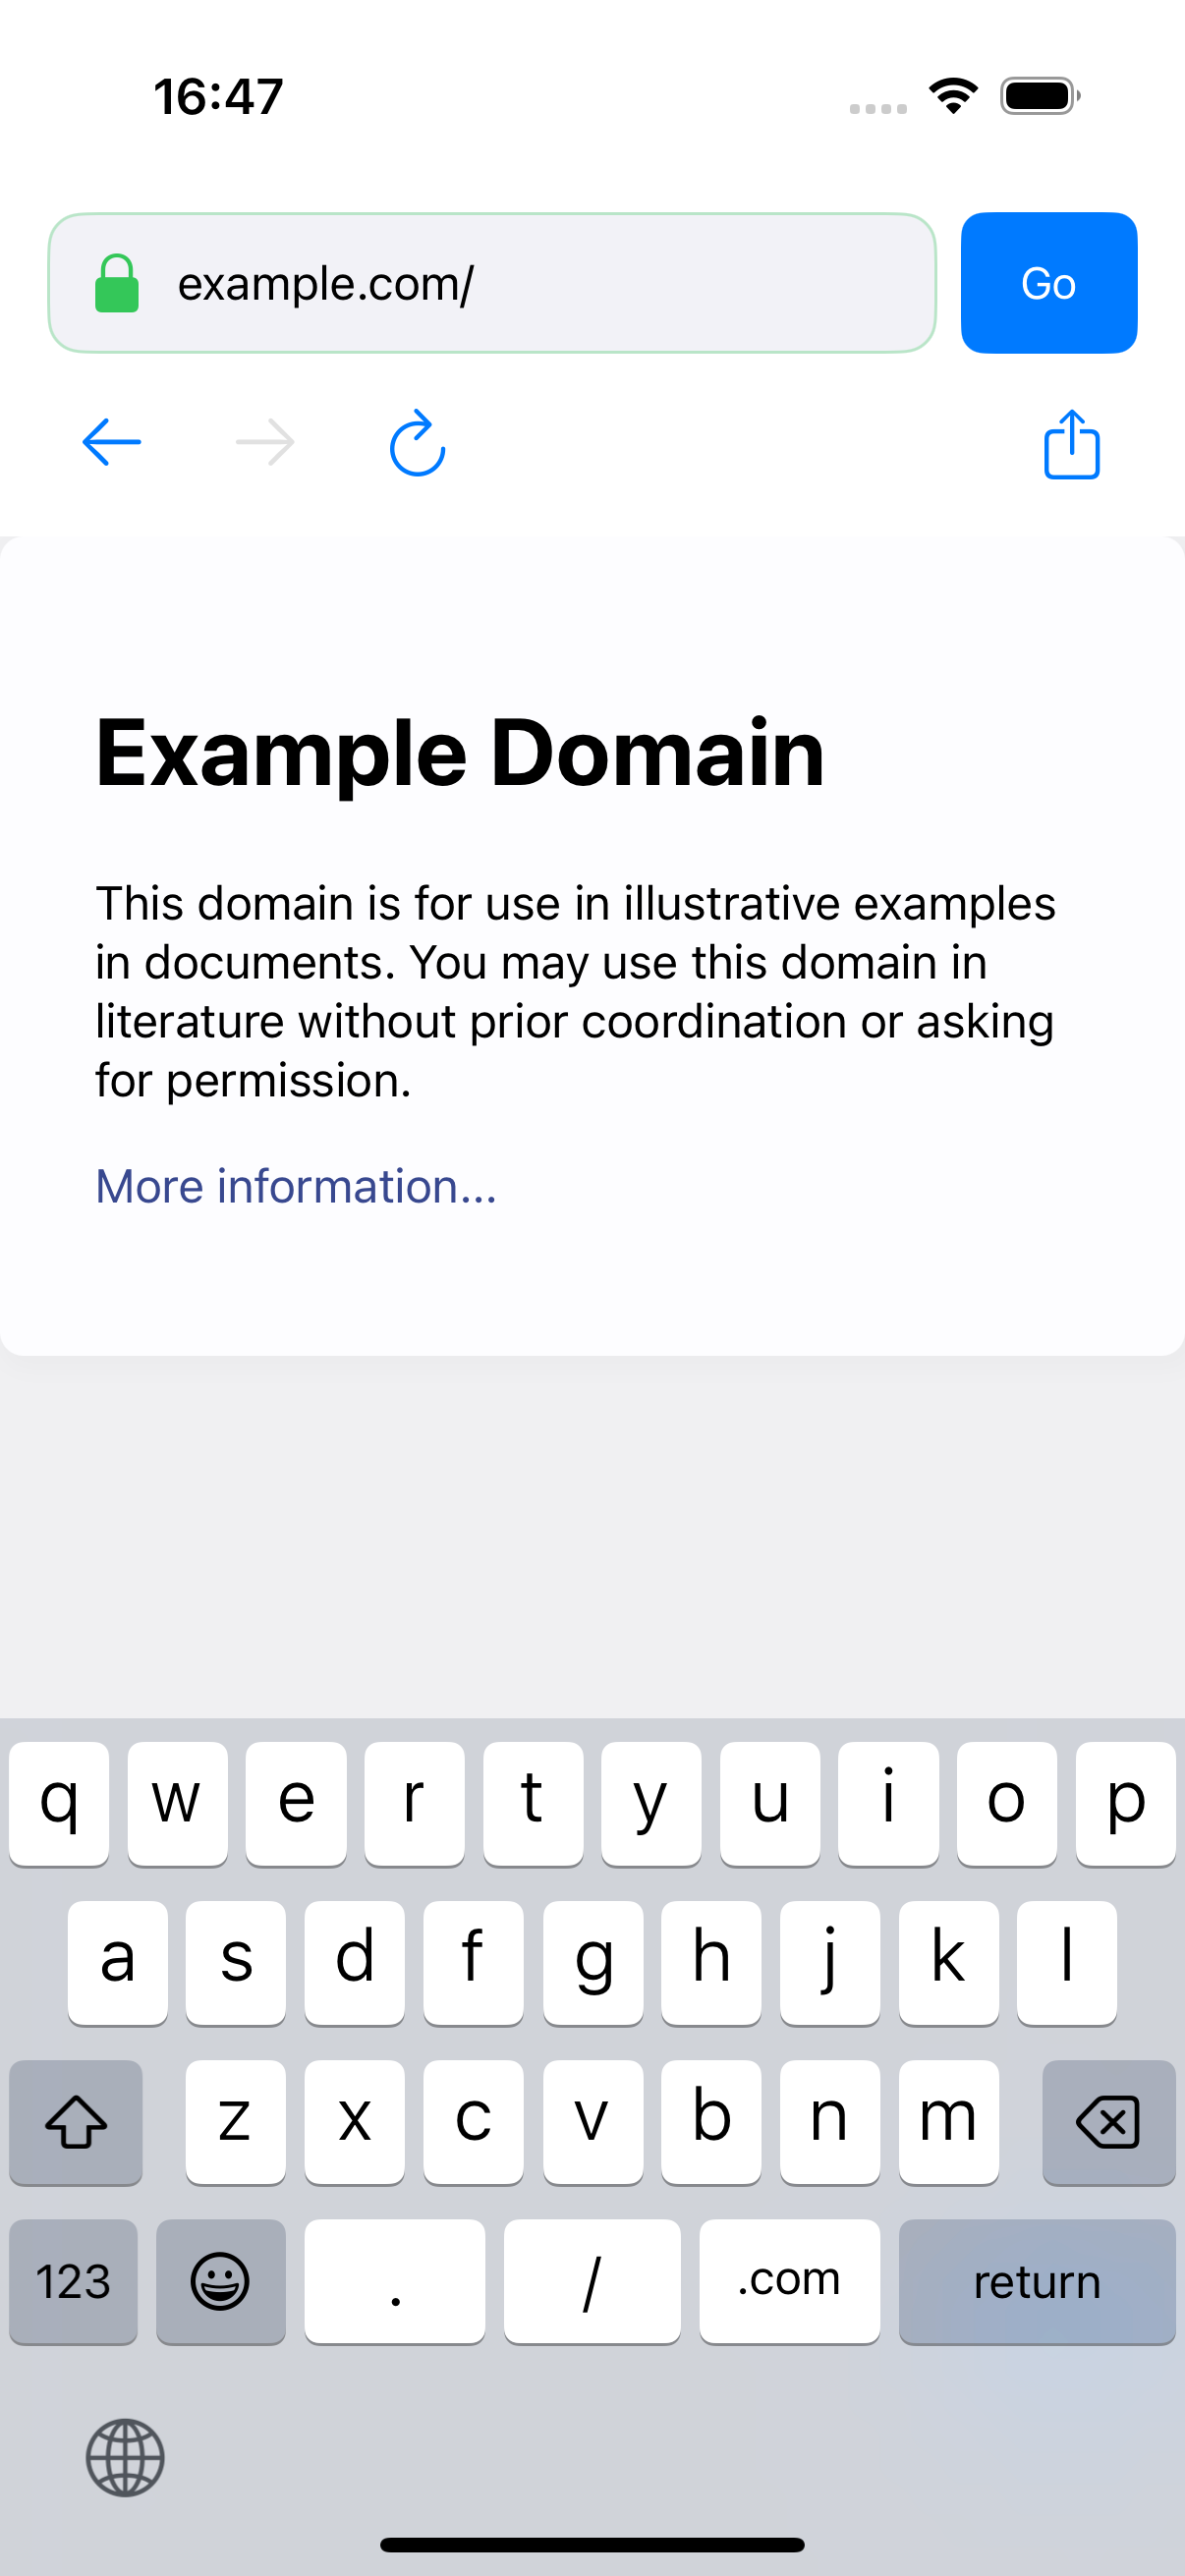 16:47
example.com/
Go
Example Domain
This domain is for use in illustrative examples
in documents. You may use this domain in
literature without prior coordination or asking
for permission.
More information...
q w e r t y u i o p
a s d f g h j k l
z x c v b n m
123 . / .com return